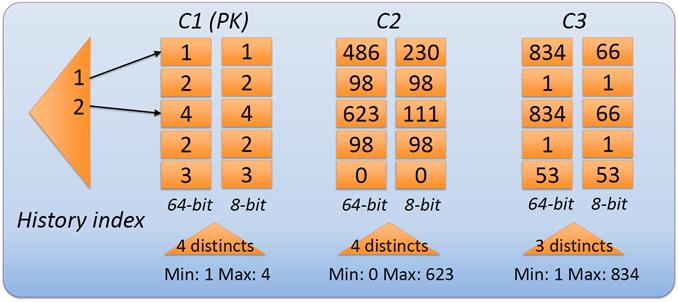 C1 (PK) C2 C3
1 1 486 230 834 66
1
2 2 98 98 1 1
2
4 4 623 111 834 66
2 2 98 98 1 1
3 3 0 0 53 53
64-bit 8-bit 64-bit 8-bit 64-bit 8-bit
History index
4 distincts 4 distincts 3 distincts
Min: 1 Max: 4 Min: 0 Max: 623 Min: 1 Max: 834